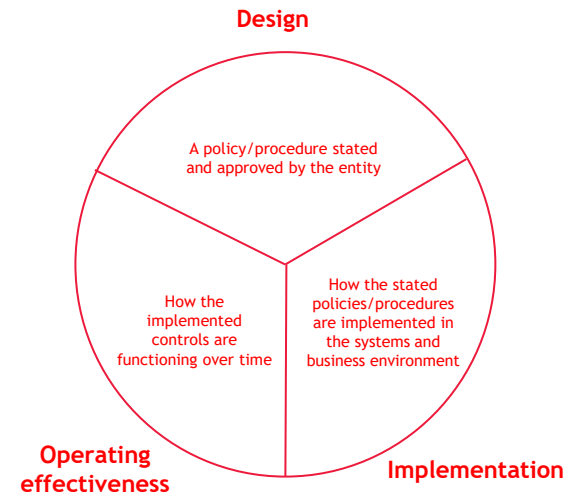 Design
A policy/procedure stated
and approved by the entity
How the stated
policies/procedures
are implemented in
the systems and
business environment
How the
implemented
controls are
functioning over time
Operating
effectiveness
Implementation